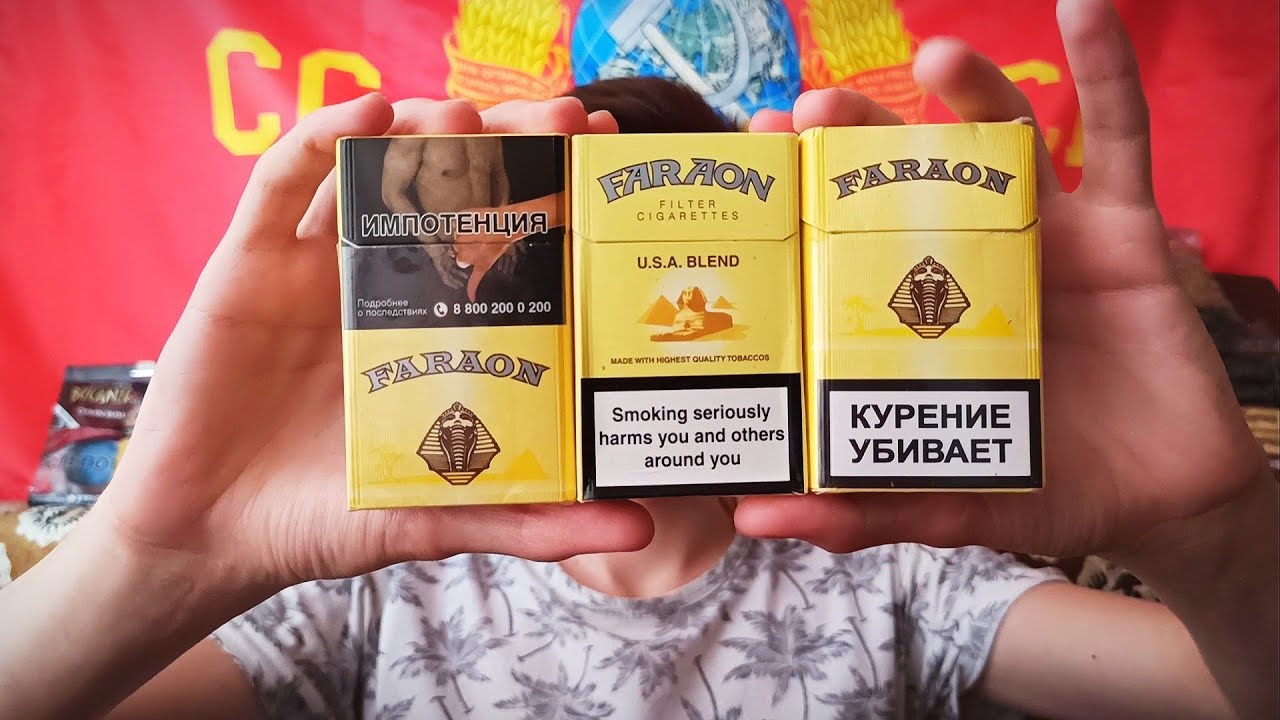 СССР
ИМПОТЕНЦИЯ
Подробнее
о последствиях
8 800 200 0 200
FARAON
FARAON
FILTER
CIGARETTES
U.S.A. BLEND
MADE WITH HIGHEST QUALITY TOBACCOS
Smoking seriously
harms you and others
around you
FARAON
КУРЕНИЕ
УБИВАЕТ